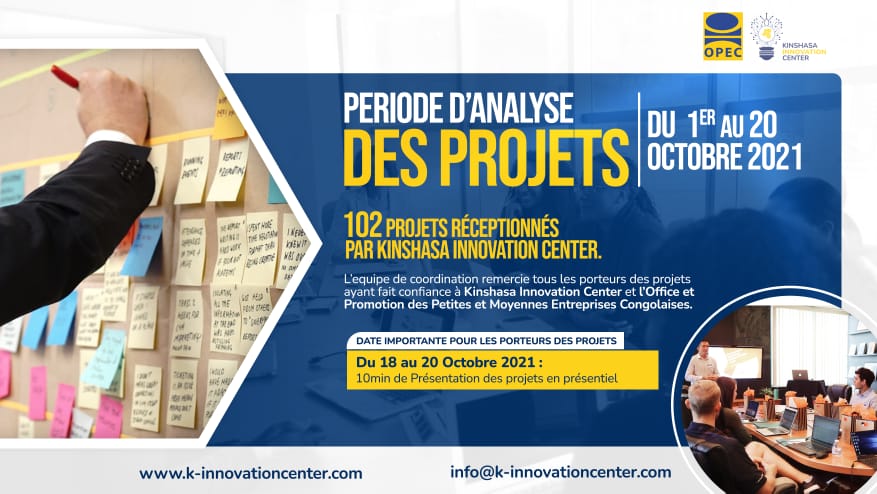 OPEC
KINSHASA
INNOVATION
CENTER
PERIODE D'ANALYSE
DES PROJETS
DU 1ER AU 20
OCTOBRE 2021
102 PROJETS RÉCEPTIONNÉS
PAR KINSHASA INNOVATION CENTER.
L'equipe de coordination remercie tous les porteurs des projets
ayant fait confiance à Kinshasa Innovation Center et l'Office et
Promotion des Petites et Moyennes Entreprises Congolaises.
DATE IMPORTANTE POUR LES PORTEURS DES PROJETS
Du 18 au 20 Octobre 2021 :
10min de Présentation des projets en présentiel
RUNNING
REPORTS
REPORTING
www.k-innovationcenter.com
info@k-innovationcenter.com